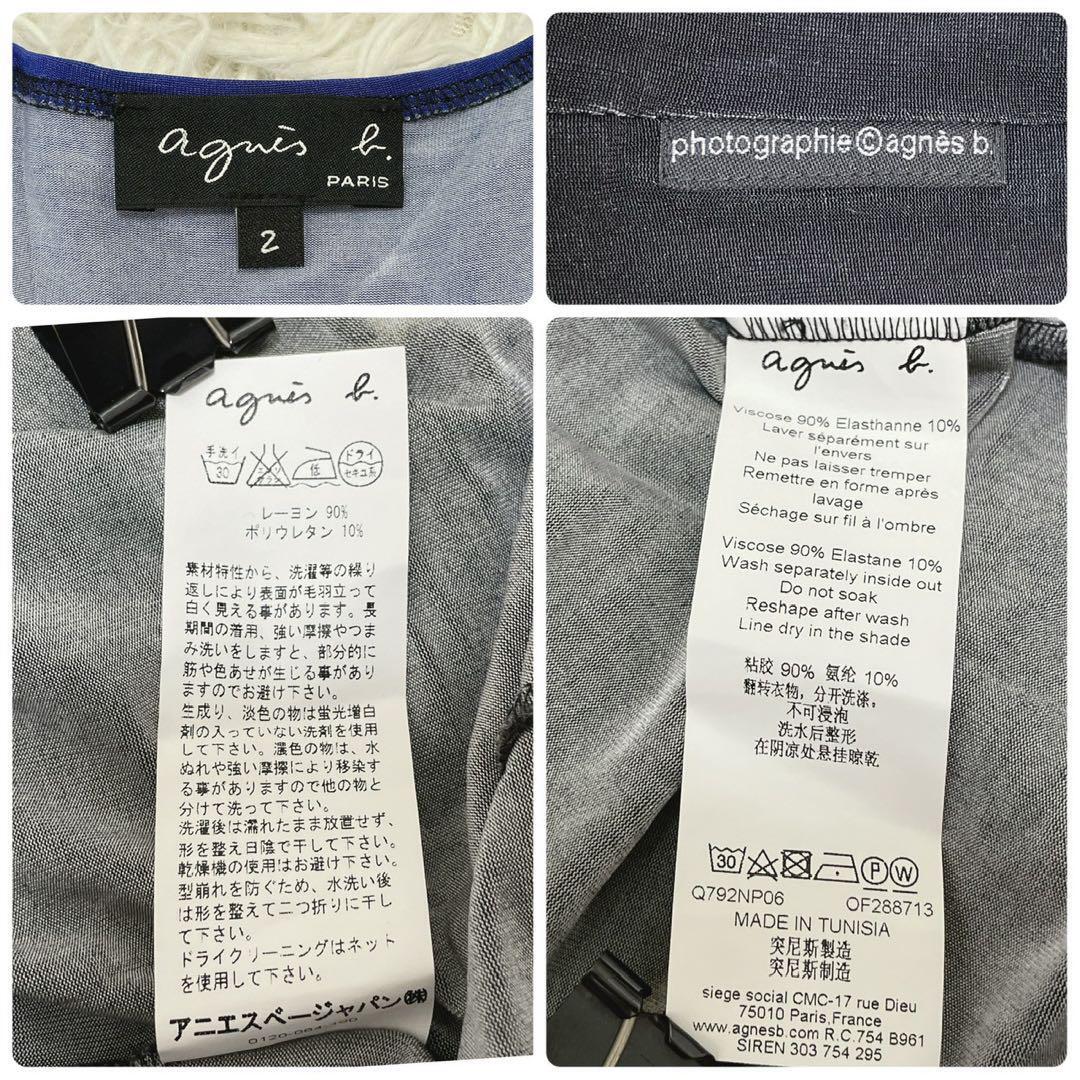 agnès b.
PARIS
2
photographie©agnès b.
agnès b.
手洗イ 30 エンソサラシ 低 ドライ セキユ系
レーヨン 90%
ポリウレタン 10%
素材特性から、洗濯等の繰り
返しにより表面が毛羽立って
白く見える事があります。長
期間の着用、強い摩擦やつま
み洗いをしますと、部分的に
筋や色あせが生じる事があり
ますのでお避け下さい。
生成り、淡色の物は蛍光増白
剤の入っていない洗剤を使用
して下さい。濃色の物は、水
ぬれや強い摩擦により移染す
る事がありますので他の物と
分けて洗って下さい。
洗濯後は濡れたまま放置せず、
形を整え日陰で干して下さい。
乾燥機の使用はお避け下さい。
型崩れを防ぐため、水洗い後
は形を整えて二つ折りに干し
て下さい。
ドライクリーニングはネット
を使用して下さい。
アニエスベージャパン㈱
agnès b.
Viscose 90% Elasthanne 10%
Laver séparément sur
l'envers
Ne pas laisser tremper
Remettre en forme après
lavage
Séchage sur fil à l'ombre
Viscose 90% Elastane 10%
Wash separately inside out
Do not soak
Reshape after wash
Line dry in the shade
粘胶 90% 氨纶 10%
翻转衣物，分开洗涤。
不可浸泡
洗水后整形
在阴凉处悬挂晾乾
30 P W
Q792NP06 OF288713
MADE IN TUNISIA
突尼斯製造
突尼斯制造
siege social CMC-17 rue Dieu
75010 Paris,France
www.agnesb.com R.C.754 B961
SIREN 303 754 295